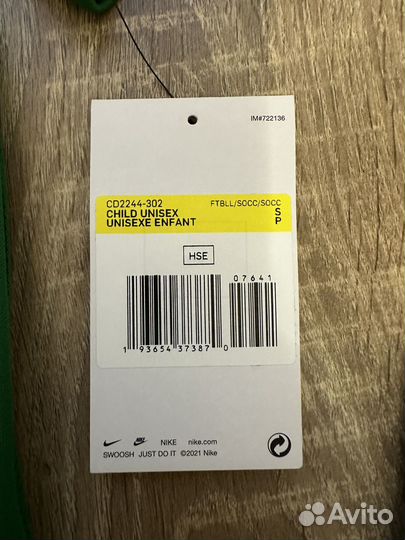 IM#722136
CD2244-302 FTBLL/SOCC/SOCC
CHILD UNISEX S
UNISEXE ENFANT P
HSE
07641
1 93654 37387 0
NIKE nike.com
SWOOSH JUST DO IT ©2021 Nike
Avito